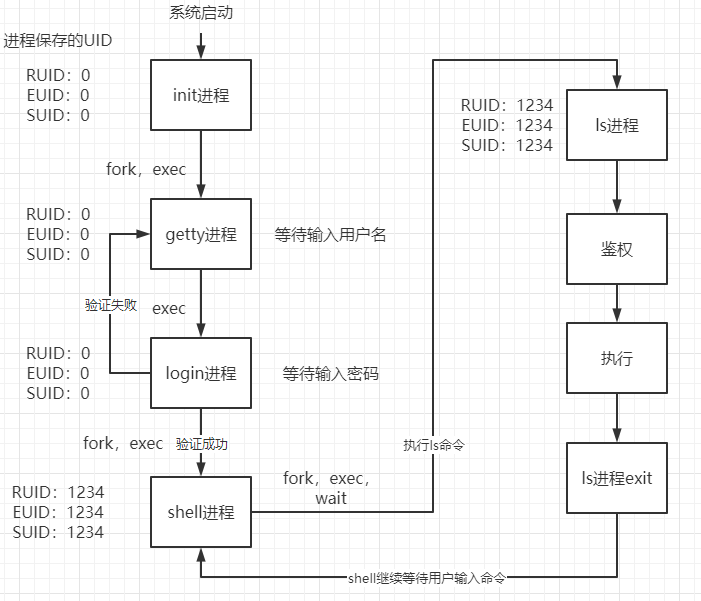 系统启动
进程保存的UID
RUID：0
EUID：0
SUID：0
init进程
fork，exec
RUID：0
EUID：0
SUID：0
getty进程
等待输入用户名
验证失败
exec
RUID：0
EUID：0
SUID：0
login进程
等待输入密码
fork，exec
验证成功
RUID：1234
EUID：1234
SUID：1234
shell进程
fork，exec，
wait
执行ls命令
RUID：1234
EUID：1234
SUID：1234
ls进程
鉴权
执行
ls进程exit
shell继续等待用户输入命令